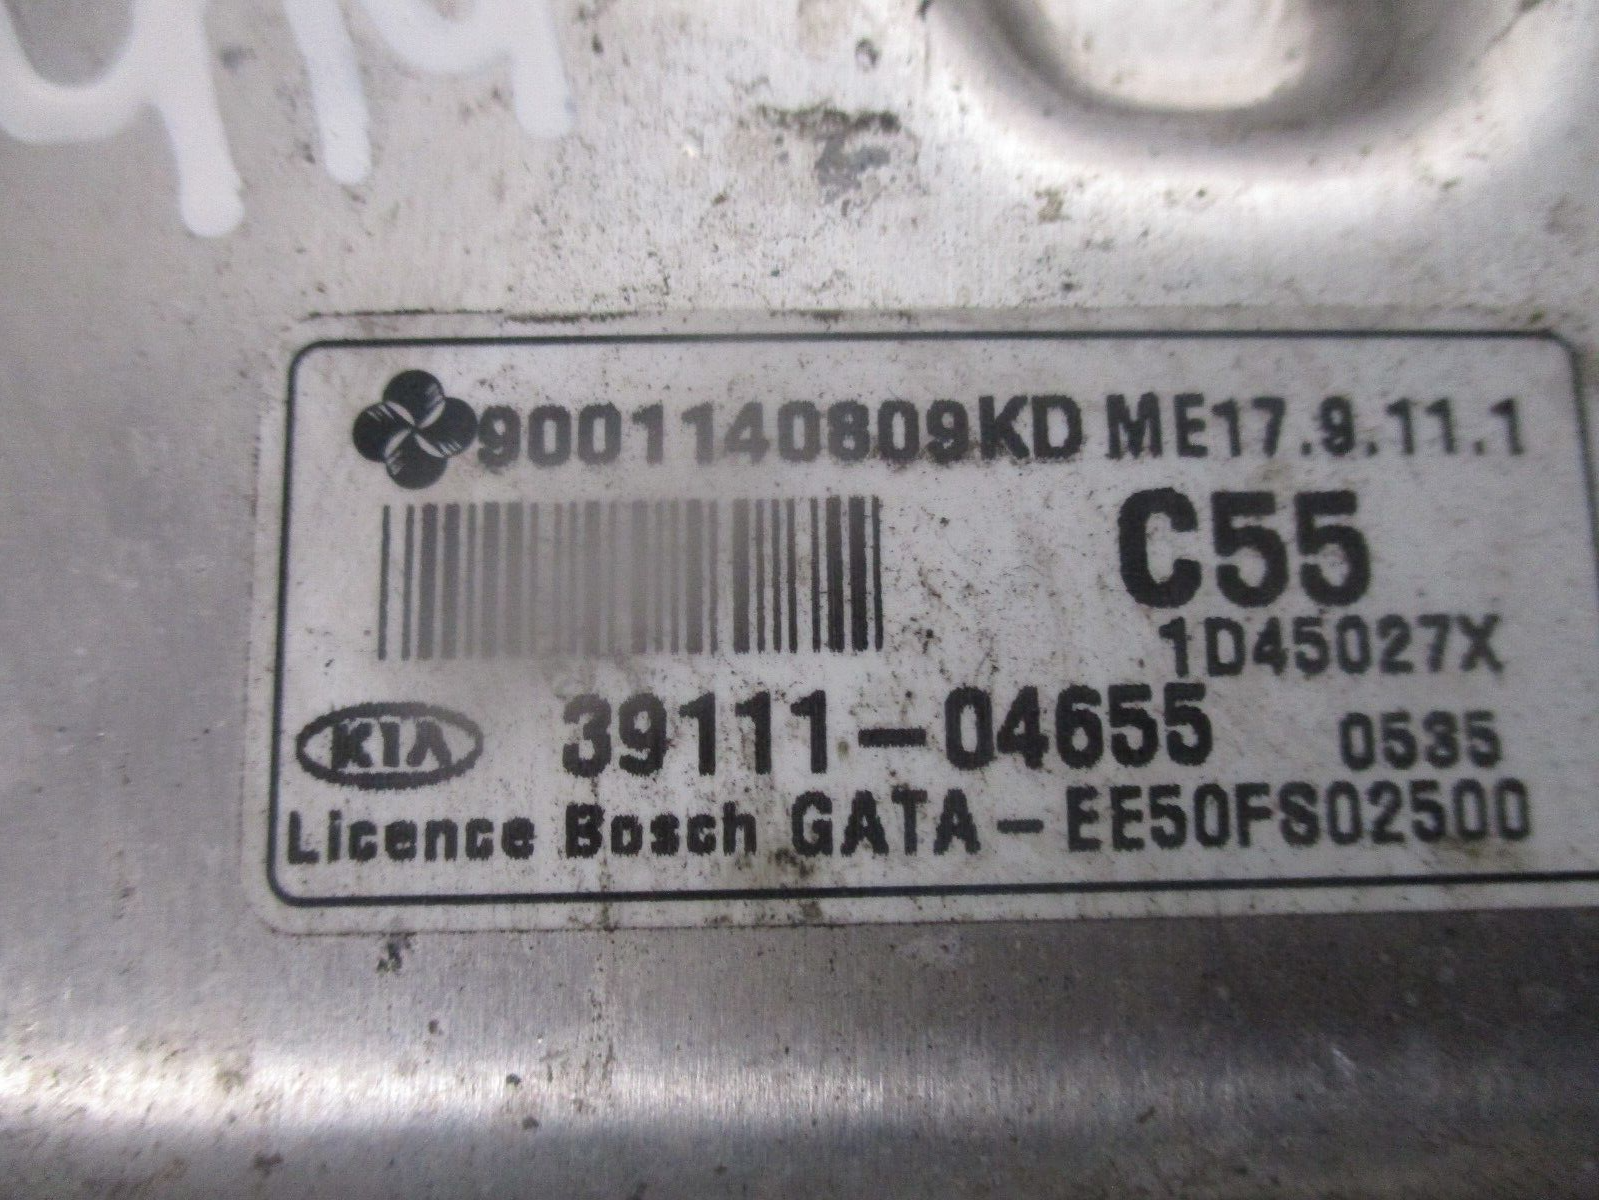 9001140809KD ME17.9.11.1
C55
1D45027X
KIA 39111-04655 0535
Licence Bosch GATA-EE50FS02500